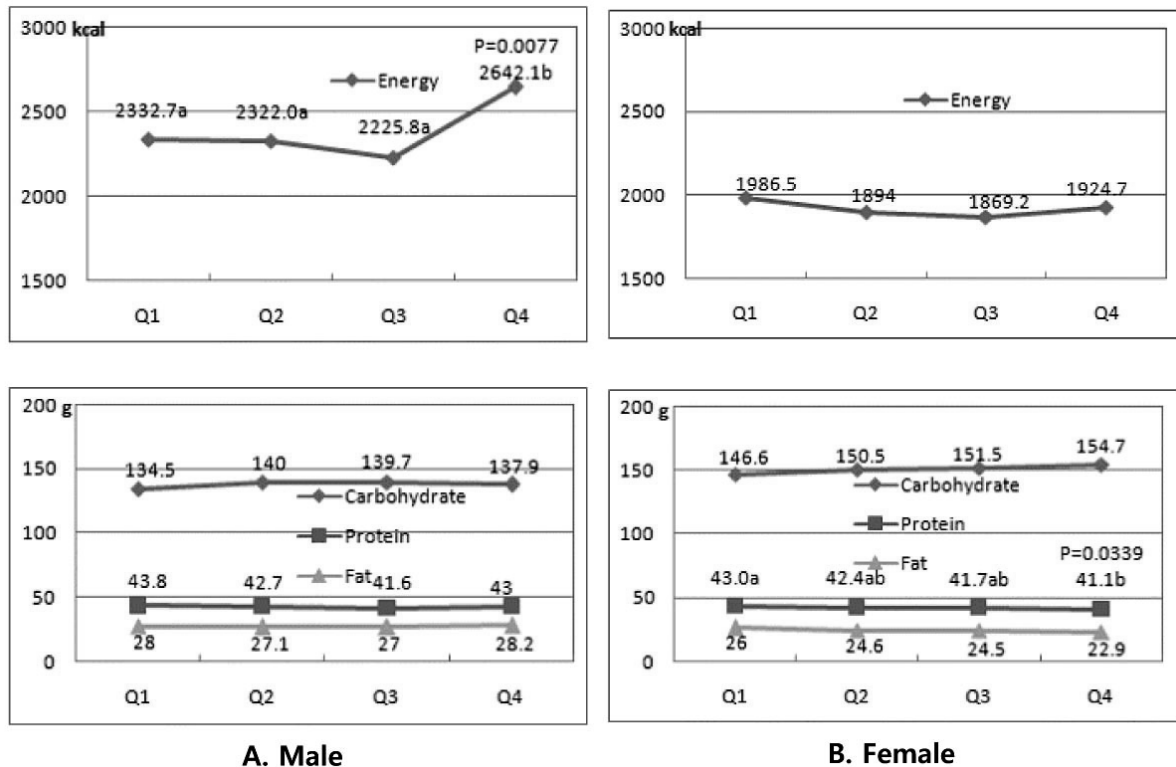 3000 kcal
P=0.0077
Energy
2642.1b
2500
2332.7a 2322.0a 2225.8a
2000
1500
Q1 Q2 Q3 Q4
3000 kcal
Energy
2500
2000
1986.5 1894 1869.2 1924.7
1500
Q1 Q2 Q3 Q4
200 g
150
134.5 140 139.7 137.9
Carbohydrate
100
Protein
Fat
43.8 42.7 41.6 43
50
28 27.1 27 28.2
0
Q1 Q2 Q3 Q4
A. Male
200 g
150
146.6 150.5 151.5 154.7
Carbohydrate
100
Protein
Fat
P=0.0339
43.0a 42.4ab 41.7ab 41.1b
50
26 24.6 24.5 22.9
0
Q1 Q2 Q3 Q4
B. Female